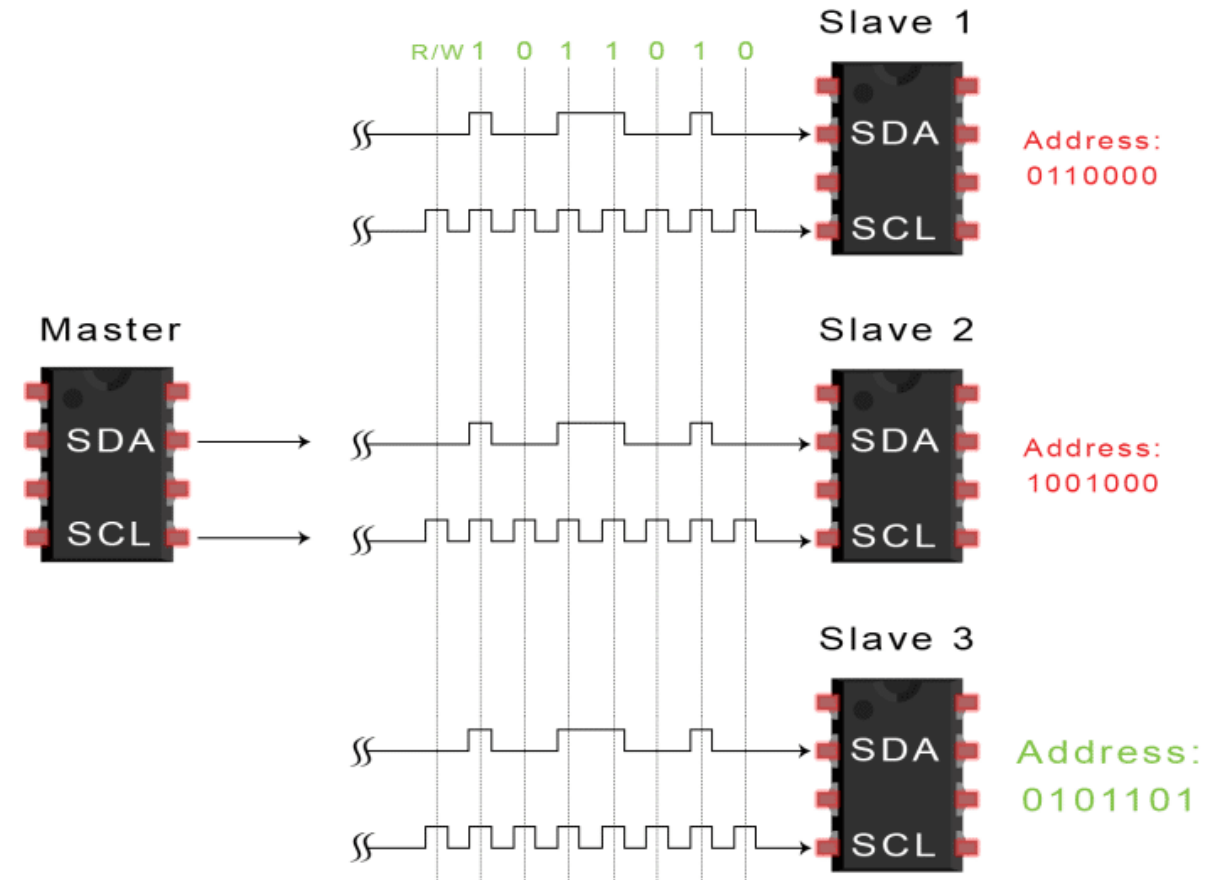 Slave 1
R/W 1 0 1 1 0 1 0
SDA
Address:
0110000
SCL
Master
Slave 2
SDA
SDA
Address:
1001000
SCL
SCL
Slave 3
SDA
Address:
0101101
SCL